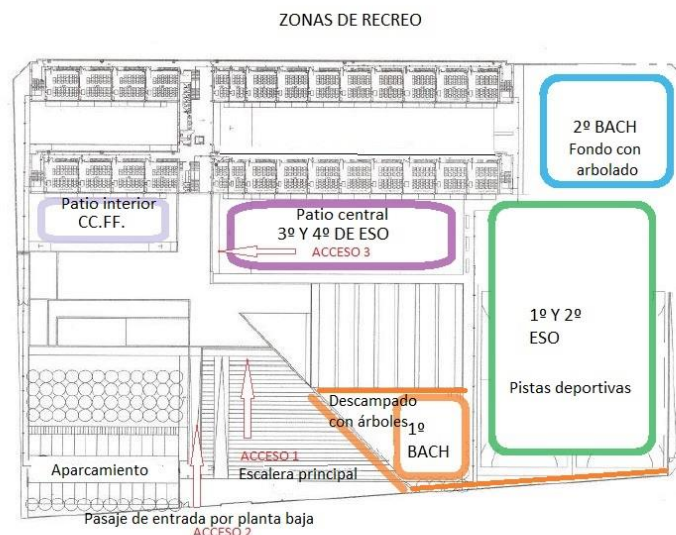 ZONAS DE RECREO
2º BACH
Fondo con
arbolado
Patio interior
CC.FF.
Patio central
3º Y 4º DE ESO
ACCESO 3
1º Y 2º
ESO
Pistas deportivas
Descampado
con árboles
1º
BACH
ACCESO 1
Escalera principal
Aparcamiento
Pasaje de entrada por planta baja
ACCESO 2